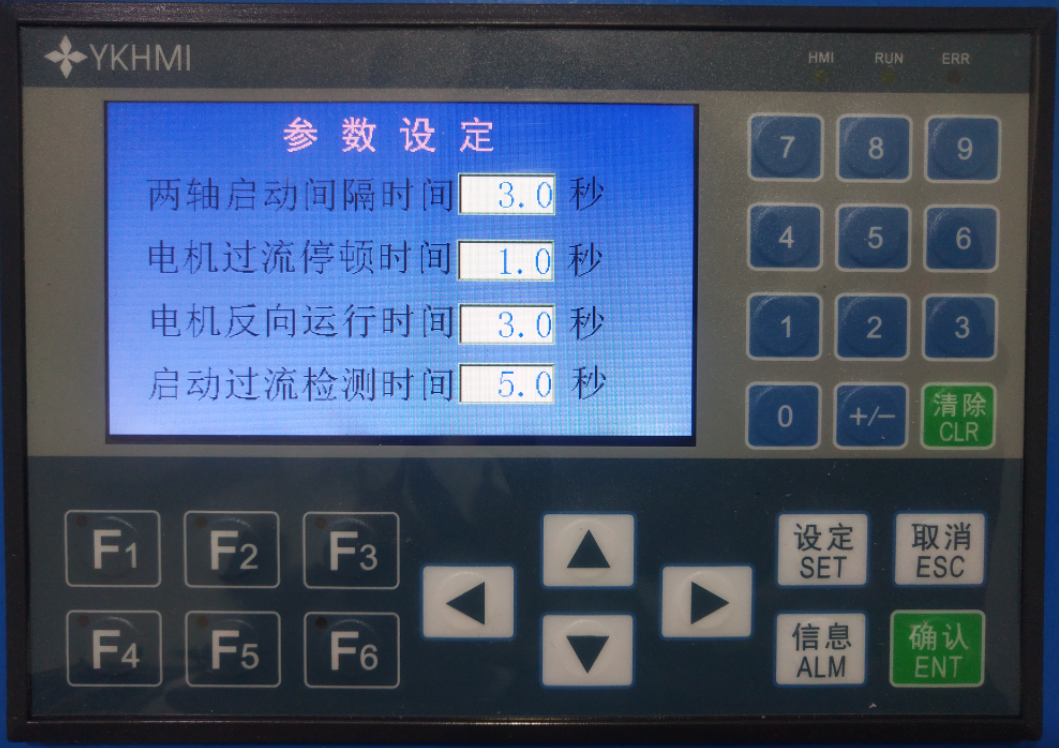 YKHMI
HMI RUN ERR
参数设定
两轴启动间隔时间 3.0 秒
电机过流停顿时间 1.0 秒
电机反向运行时间 3.0 秒
启动过流检测时间 5.0 秒
7 8 9
4 5 6
1 2 3
0 +/- 清除
CLR
F1 F2 F3
设定 取消
SET ESC
F4 F5 F6
信息 确认
ALM ENT